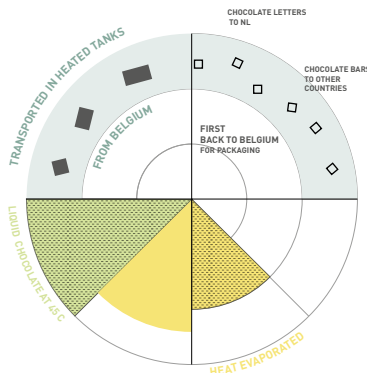 CHOCOLATE LETTERS
TO NL
CHOCOLATE BARS
TO OTHER
COUNTRIES
TRANSPORTED IN HEATED TANKS
FROM BELGIUM
FIRST
BACK TO BELGIUM
FOR PACKAGING
LIQUID CHOCOLATE AT 45 C
HEAT EVAPORATED